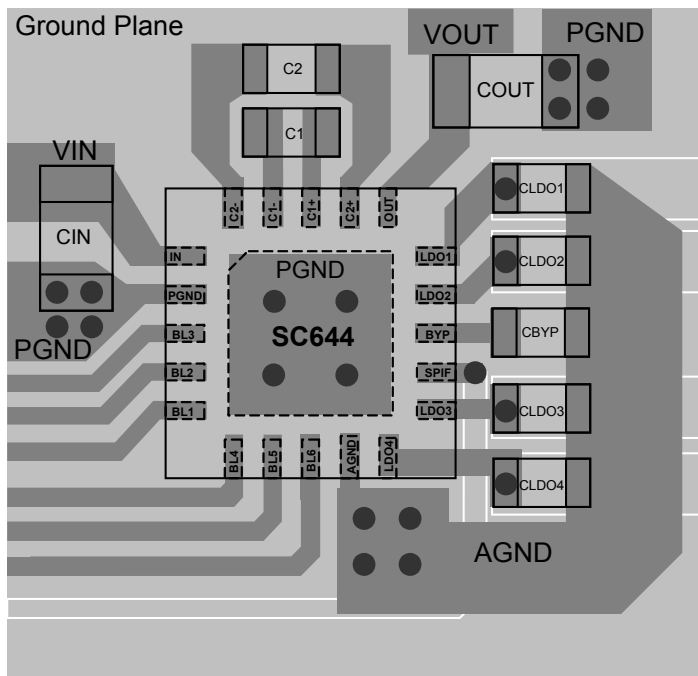 Ground Plane
VOUT
PGND
C2
COUT
C1
VIN
CIN
CLDO1
C2-
C1-
C1+
C2+
OUT
IN
LDO1
PGND
CLDO2
PGND
LDO2
SC644
PGND
BL3
BYP
CBYP
BL2
SPIF
BL1
LDO3
CLDO3
BL4
BL5
BL6
AGND
LDO4
CLDO4
AGND